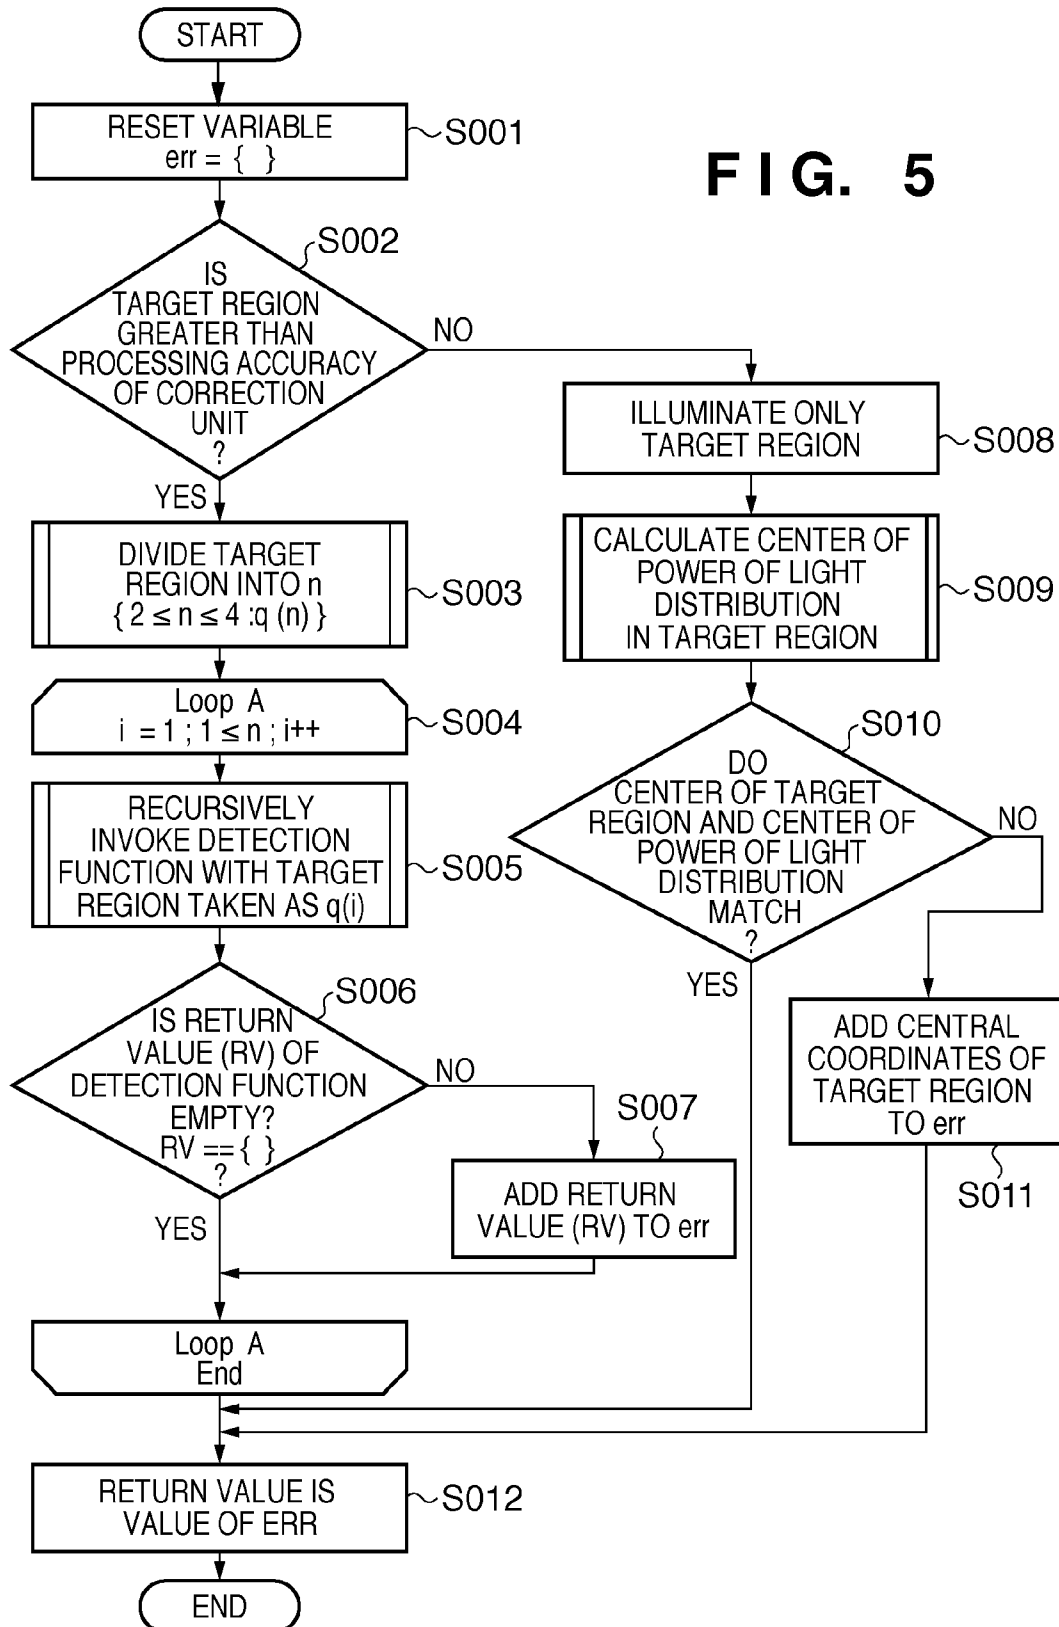 START
RESET VARIABLE
err = { }
S001
FIG. 5
S002
IS
TARGET REGION
GREATER THAN
PROCESSING ACCURACY
OF CORRECTION
UNIT
?
NO
YES
DIVIDE TARGET
REGION INTO n
{ 2 ≤ n ≤ 4 :q (n) }
S003
Loop A
i = 1 ; 1 ≤ n ; i++
S004
RECURSIVELY
INVOKE DETECTION
FUNCTION WITH TARGET
REGION TAKEN AS q(i)
S005
S006
IS RETURN
VALUE (RV) OF
DETECTION FUNCTION
EMPTY?
RV == { }
?
NO
YES
S007
ADD RETURN
VALUE (RV) TO err
Loop A
End
ILLUMINATE ONLY
TARGET REGION
S008
CALCULATE CENTER OF
POWER OF LIGHT
DISTRIBUTION
IN TARGET REGION
S009
S010
DO
CENTER OF TARGET
REGION AND CENTER OF
POWER OF LIGHT
DISTRIBUTION
MATCH
?
NO
YES
ADD CENTRAL
COORDINATES OF
TARGET REGION
TO err
S011
RETURN VALUE IS
VALUE OF ERR
S012
END